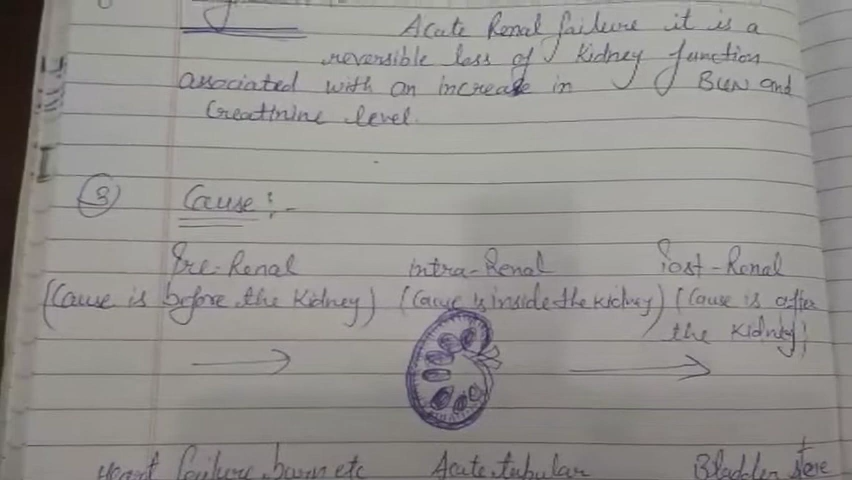 Acute Renal failure it is a
reversible loss of Kidney function
associated with an increase in BUN and
Creatinine level.
3 Cause :-
Pre-Renal intra-Renal Post-Renal
(Cause is before the Kidney) (Cause is inside the kidney) (Cause is after
the Kidney)
Heart failure, burn etc Acute tubular Bladder stone